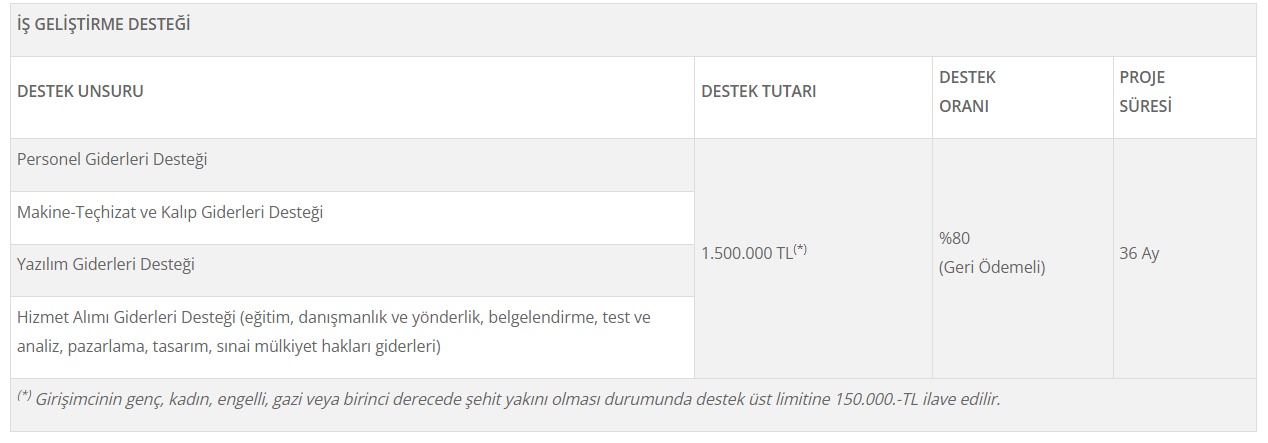 İŞ GELİŞTİRME DESTEĞİ
DESTEK UNSURU
DESTEK TUTARI
DESTEK
ORANI
PROJE
SÜRESİ
Personel Giderleri Desteği
Makine-Teçhizat ve Kalıp Giderleri Desteği
Yazılım Giderleri Desteği
Hizmet Alımı Giderleri Desteği (eğitim, danışmanlık ve yönderlik, belgelendirme, test ve
analiz, pazarlama, tasarım, sınai mülkiyet hakları giderleri)
1.500.000 TL(*)
%80
(Geri Ödemeli)
36 Ay
(*) Girişimcinin genç, kadın, engelli, gazi veya birinci derecede şehit yakını olması durumunda destek üst limitine 150.000.-TL ilave edilir.